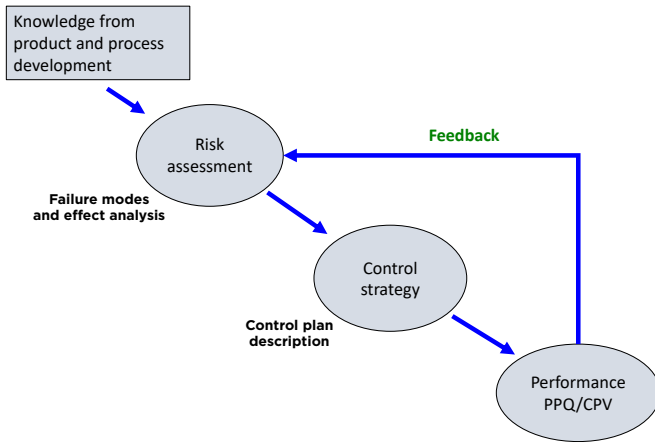 Knowledge from
product and process
development
Risk
assessment
Feedback
Failure modes
and effect analysis
Control
strategy
Control plan
description
Performance
PPQ/CPV